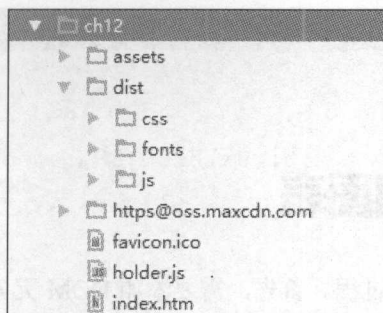 ch12
assets
dist
css
fonts
js
https@oss.maxcdn.com
favicon.ico
holder.js
index.htm